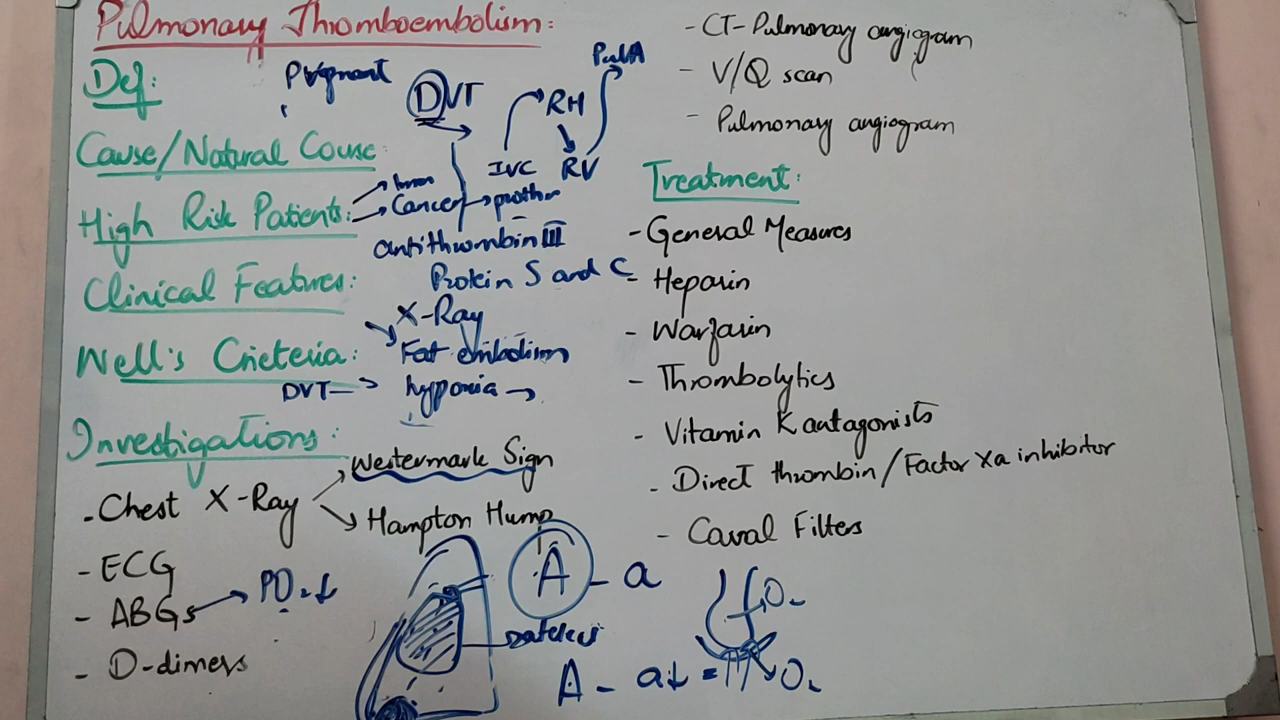 Pulmonary Thromboembolism:
Def:
Pregnant
DVT
IVC
RH
RV
PulA
Cause/Natural Course
High Risk Patients:
Cancer
antithrombin III
Protein S and C
Clinical Features:
X-Ray
Fat embolism
Well's Crieteria:
DVT → hypoxia →
Investigations:
- Chest X-Ray
Westermark Sign
Hampton Hump
- ECG
- ABGs → PO₂↓
- D-dimers
A - a
A - a↓ =
O₂
O₂
- CT-Pulmonary angiogram
- V/Q scan
- Pulmonary angiogram
Treatment:
- General Measures
- Heparin
- Warfarin
- Thrombolytics
- Vitamin K antagonists
- Direct thrombin/Factor Xa inhibitor
- Caval Filters